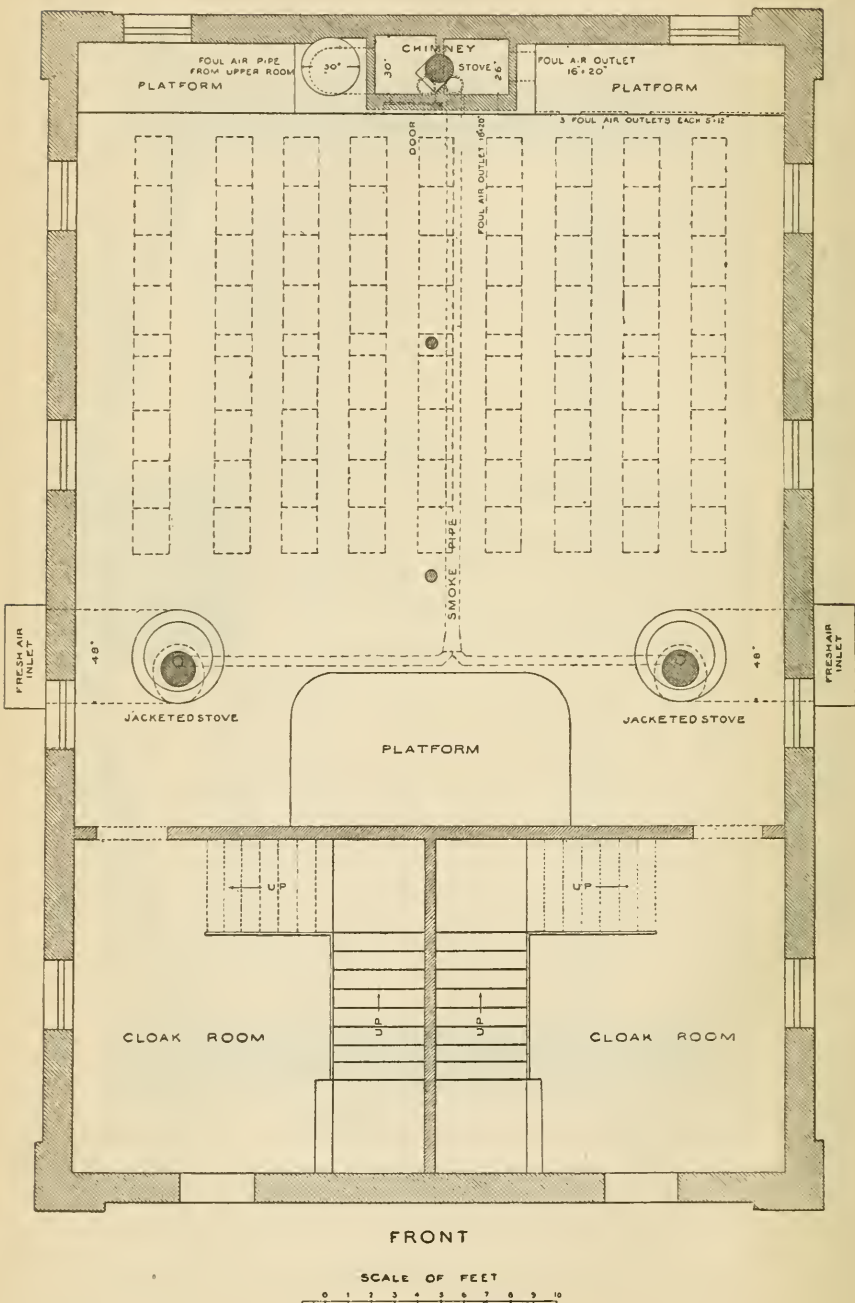 CHIMNEY
FOUL AIR PIPE
FROM UPPER ROOM
30"
30"
STOVE
26"
FOUL AIR OUTLET
16"×20"
PLATFORM
PLATFORM
3 FOUL AIR OUTLETS EACH 5×12"
DOOR
FOUL AIR OUTLET 16×20"
SMOKE PIPE
FRESH AIR
INLET
48"
48"
FRESH AIR
INLET
JACKETED STOVE
JACKETED STOVE
PLATFORM
UP
UP
UP
UP
CLOAK ROOM
CLOAK ROOM
FRONT
SCALE OF FEET
0 1 2 3 4 5 6 7 8 9 10